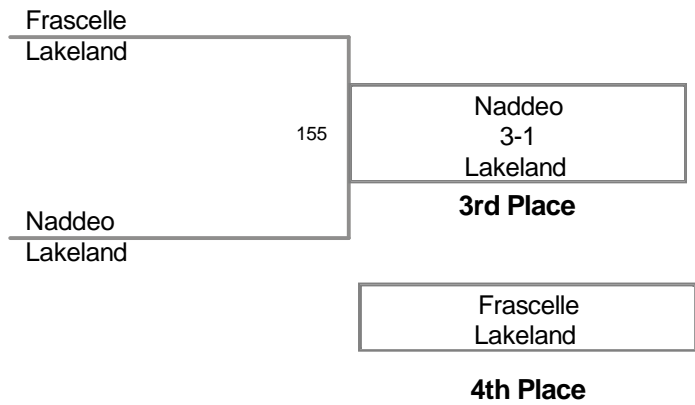 Frascelle
Lakeland
155
Naddeo
3-1
Lakeland
3rd Place
Naddeo
Lakeland
Frascelle
Lakeland
4th Place